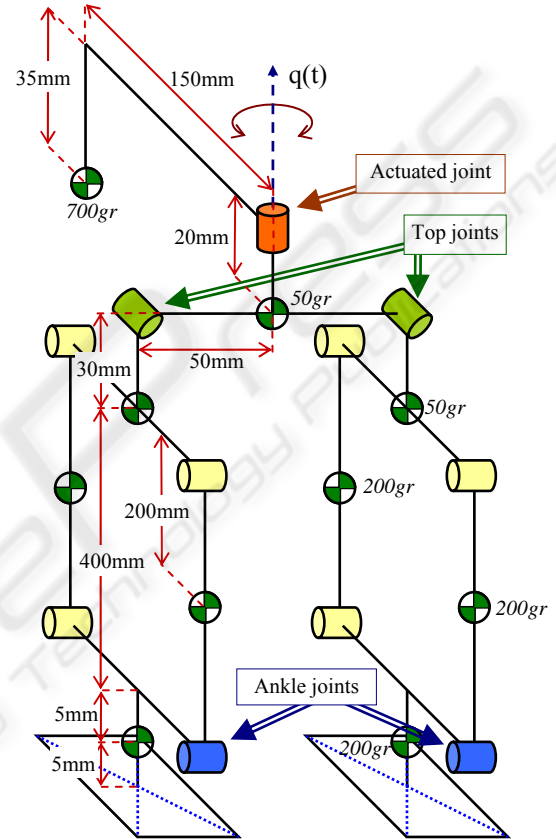 35mm
150mm
q(t)
Actuated joint
700gr
20mm
Top joints
50gr
50mm
30mm
50gr
200gr
200mm
400mm
200gr
Ankle joints
5mm
200gr
5mm